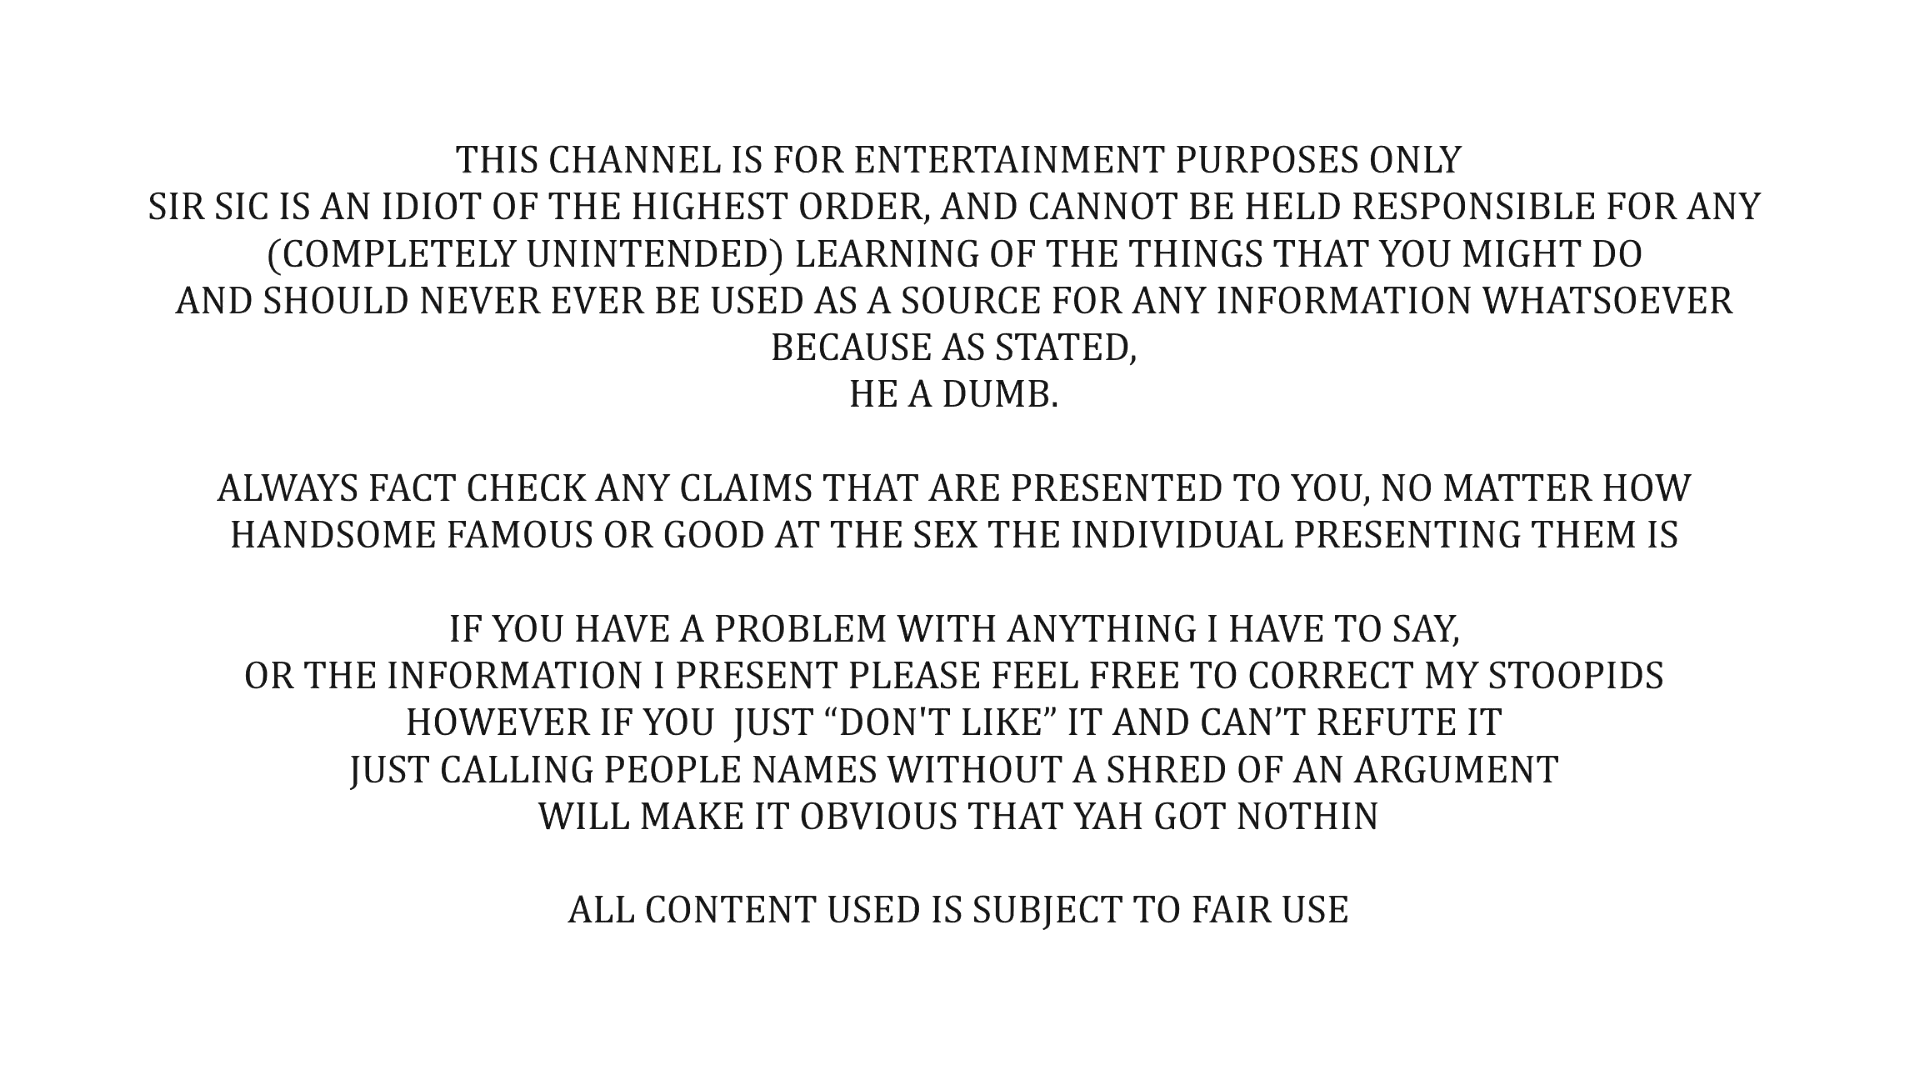 THIS CHANNEL IS FOR ENTERTAINMENT PURPOSES ONLY
SIR SIC IS AN IDIOT OF THE HIGHEST ORDER, AND CANNOT BE HELD RESPONSIBLE FOR ANY
(COMPLETELY UNINTENDED) LEARNING OF THE THINGS THAT YOU MIGHT DO
AND SHOULD NEVER EVER BE USED AS A SOURCE FOR ANY INFORMATION WHATSOEVER
BECAUSE AS STATED,
HE A DUMB.
ALWAYS FACT CHECK ANY CLAIMS THAT ARE PRESENTED TO YOU, NO MATTER HOW
HANDSOME FAMOUS OR GOOD AT THE SEX THE INDIVIDUAL PRESENTING THEM IS
IF YOU HAVE A PROBLEM WITH ANYTHING I HAVE TO SAY,
OR THE INFORMATION I PRESENT PLEASE FEEL FREE TO CORRECT MY STOOPIDS
HOWEVER IF YOU  JUST “DON'T LIKE” IT AND CAN’T REFUTE IT
JUST CALLING PEOPLE NAMES WITHOUT A SHRED OF AN ARGUMENT
WILL MAKE IT OBVIOUS THAT YAH GOT NOTHIN
ALL CONTENT USED IS SUBJECT TO FAIR USE